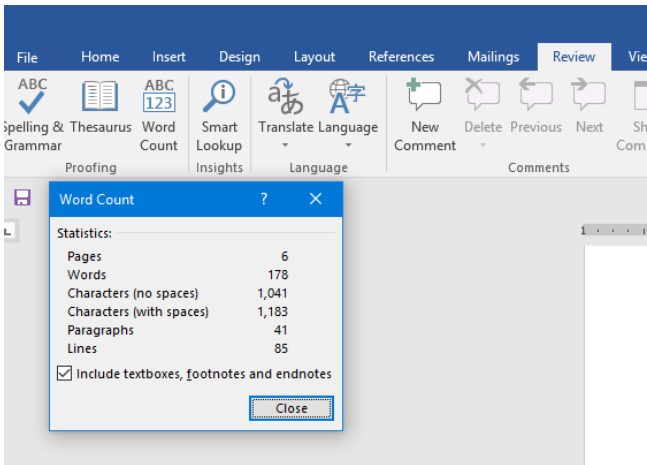 File Home Insert Design Layout References Mailings Review
ABC ABC
123
Spelling & Thesaurus Word Smart Translate Language New Delete Previous Next
Grammar Count Lookup Comment
Proofing Insights Language Comments
Word Count ? ×
Statistics:
Pages 6
Words 178
Characters (no spaces) 1,041
Characters (with spaces) 1,183
Paragraphs 41
Lines 85
Include textboxes, footnotes and endnotes
Close
1